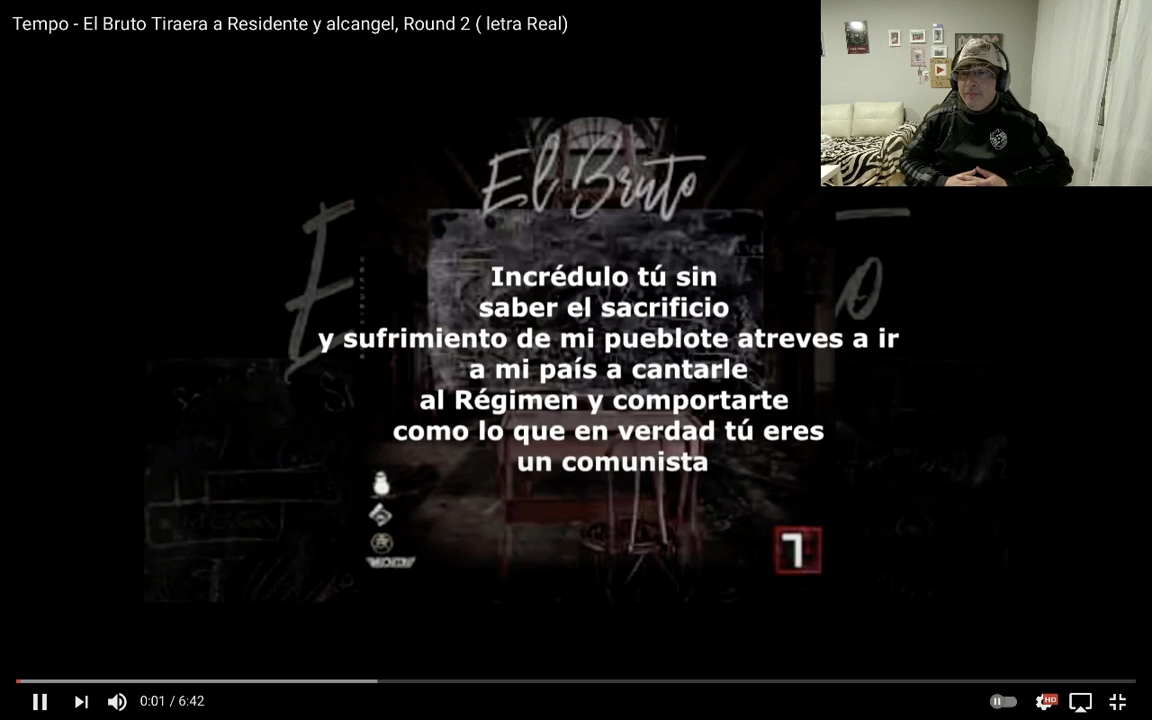 Tempo - El Bruto Tiraera a Residente y alcangel, Round 2 ( letra Real)
El Bruto
Incrédulo tú sin
saber el sacrificio
y sufrimiento de mi pueblote atreves a ir
a mi país a cantarle
al Régimen y comportarte
como lo que en verdad tú eres
un comunista
0:01 / 6:42
HD